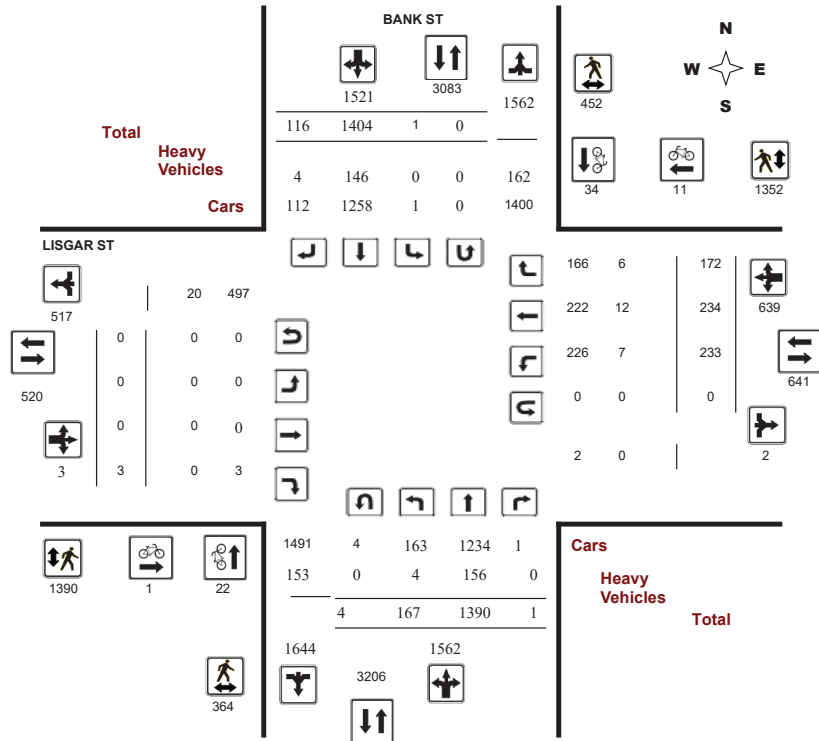 BANK ST
N
W E
S
1521
3083
1562
452
Total
116 1404 1 0
Heavy
Vehicles
4 146 0 0 162
Cars
112 1258 1 0 1400
34 11 1352
LISGAR ST
517
20 497
166 6 172
639
520
0 0 0
222 12 234
641
0 0 0
226 7 233
0 0 0
0 0 0
3
3 0 3
2 0
2
1390 1 22
1491 4 163 1234 1
Cars
153 0 4 156 0
Heavy
Vehicles
4 167 1390 1
Total
1644 1562
3206
364